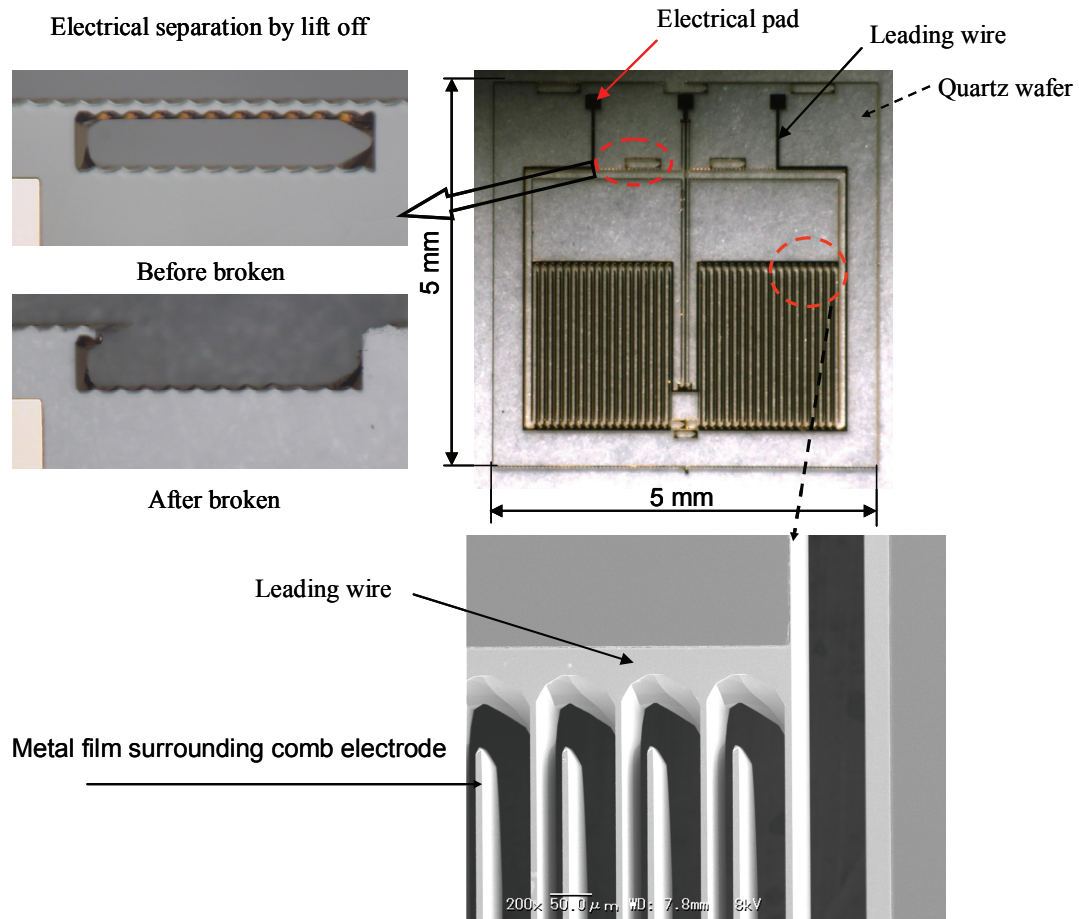 Electrical separation by lift off
Electrical pad
Leading wire
Quartz wafer
Before broken
5 mm
After broken
5 mm
Leading wire
Metal film surrounding comb electrode
200x 50.0μm WD: 7.8mm 8kV